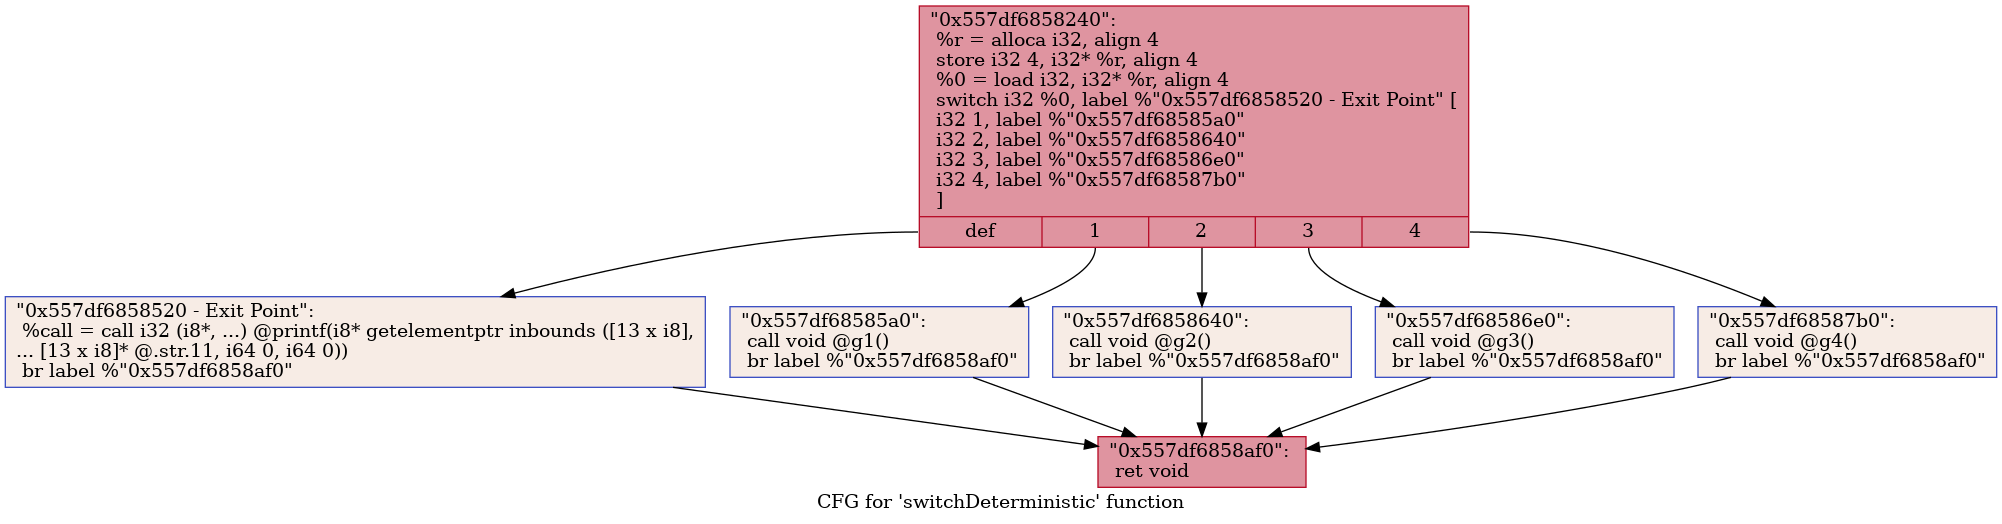 "0x557df6858240":
%r = alloca i32, align 4
store i32 4, i32* %r, align 4
%0 = load i32, i32* %r, align 4
switch i32 %0, label %"0x557df6858520 - Exit Point" [
i32 1, label %"0x557df68585a0"
i32 2, label %"0x557df6858640"
i32 3, label %"0x557df68586e0"
i32 4, label %"0x557df68587b0"
]
def 1 2 3 4
"0x557df6858520 - Exit Point":
%call = call i32 (i8*, ...) @printf(i8* getelementptr inbounds ([13 x i8],
... [13 x i8]* @.str.11, i64 0, i64 0))
br label %"0x557df6858af0"
"0x557df68585a0":
call void @g1()
br label %"0x557df6858af0"
"0x557df6858640":
call void @g2()
br label %"0x557df6858af0"
"0x557df68586e0":
call void @g3()
br label %"0x557df6858af0"
"0x557df68587b0":
call void @g4()
br label %"0x557df6858af0"
"0x557df6858af0":
ret void
CFG for 'switchDeterministic' function